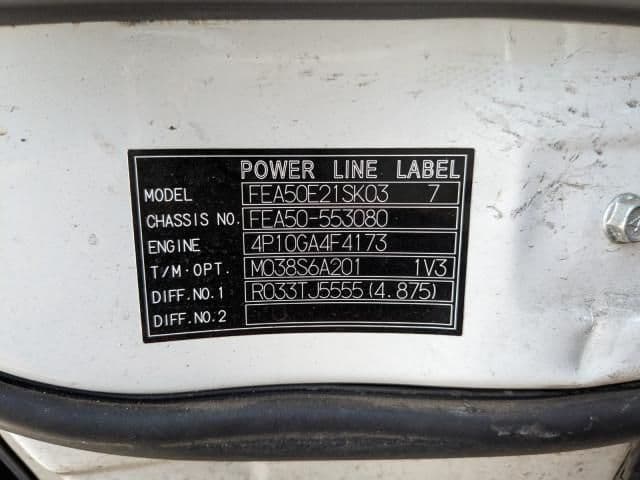 POWER LINE LABEL
MODEL FEA50E21SK03 7
CHASSIS NO. FEA50-553080
ENGINE 4P10GA4F4173
T/M·OPT. M038S6A201 1V3
DIFF.NO.1 R033TJ5555(4.875)
DIFF.NO.2